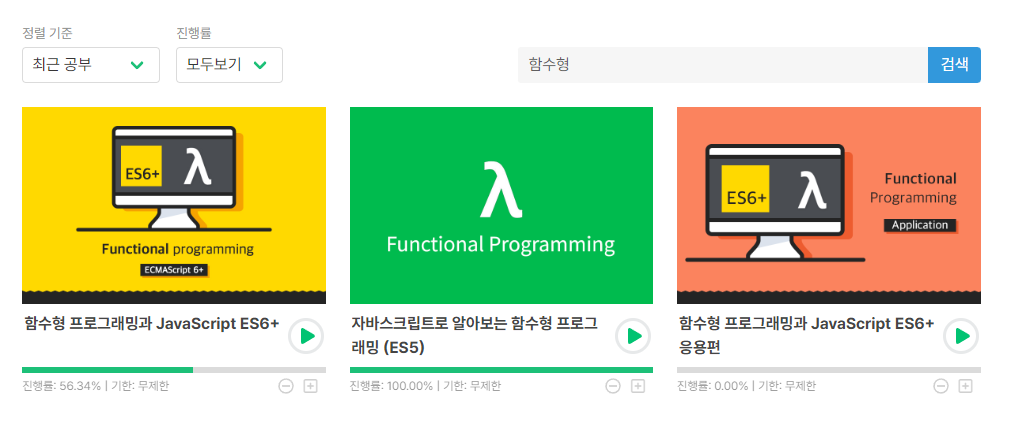 정렬 기준
진행률
최근 공부
모두보기
함수형
검색
ES6+
λ
Functional programming
ECMAScript 6+
λ
Functional Programming
ES6+
λ
Functional
Programming
Application
함수형 프로그래밍과 JavaScript ES6+
자바스크립트로 알아보는 함수형 프로그
래밍 (ES5)
함수형 프로그래밍과 JavaScript ES6+
응용편
진행률: 56.34% | 기한: 무제한
진행률: 100.00% | 기한: 무제한
진행률: 0.00% | 기한: 무제한